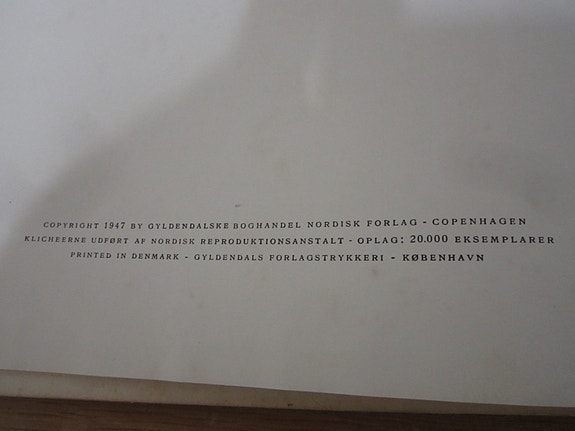 COPYRIGHT 1947 BY GYLDENDALSKE BOGHANDEL NORDISK FORLAG - COPENHAGEN
KLICHEERNE UDFØRT AF NORDISK REPRODUKTIONSANSTALT - OPLAG: 20.000 EKSEMPLARER
PRINTED IN DENMARK - GYLDENDALS FORLAGSTRYKKERI - KØBENHAVN